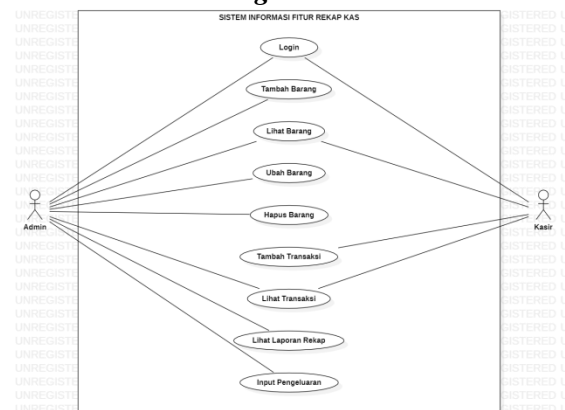 SISTEM INFORMASI FITUR REKAP KAS
Login
Tambah Barang
Lihat Barang
Ubah Barang
Hapus Barang
Admin
Kasir
Tambah Transaksi
Lihat Transaksi
Lihat Laporan Rekap
Input Pengeluaran